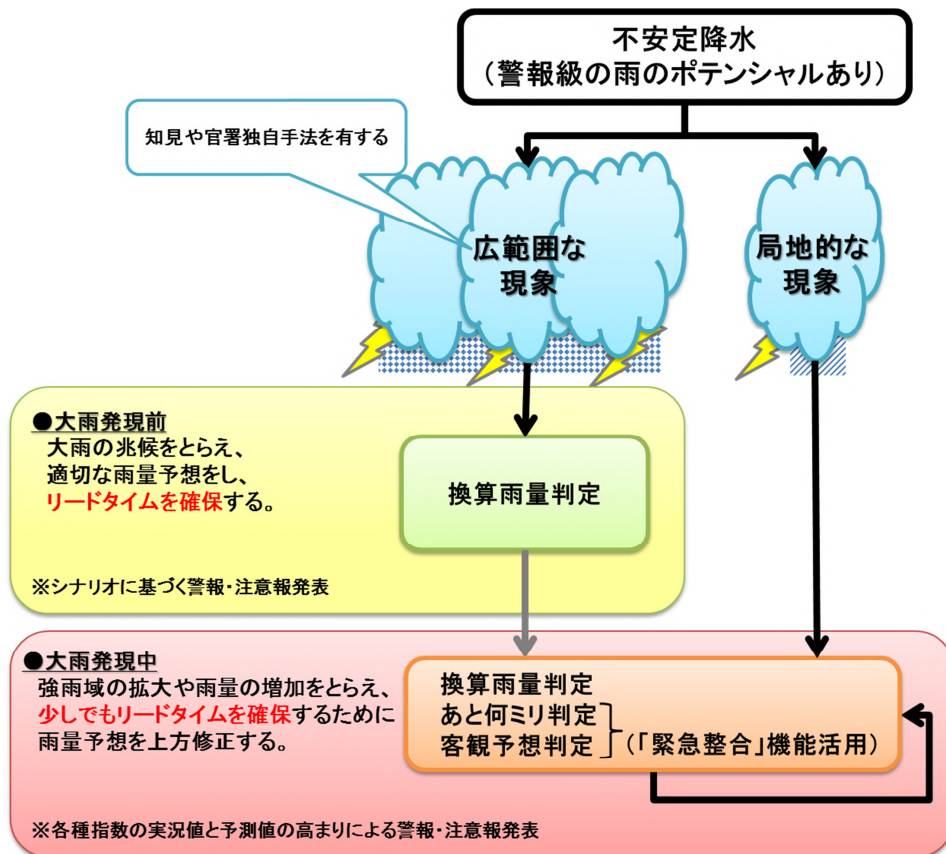 不安定降水
（警報級の雨のポテンシャルあり）
知見や官署独自手法を有する
広範囲な
現象
局地的な
現象
●大雨発現前
大雨の兆候をとらえ、
適切な雨量予想をし、
リードタイムを確保する。
換算雨量判定
※シナリオに基づく警報・注意報発表
●大雨発現中
強雨域の拡大や雨量の増加をとらえ、
少しでもリードタイムを確保するために
雨量予想を上方修正する。
換算雨量判定
あと何ミリ判定
客観予想判定
（「緊急整合」機能活用）
※各種指数の実況値と予測値の高まりによる警報・注意報発表